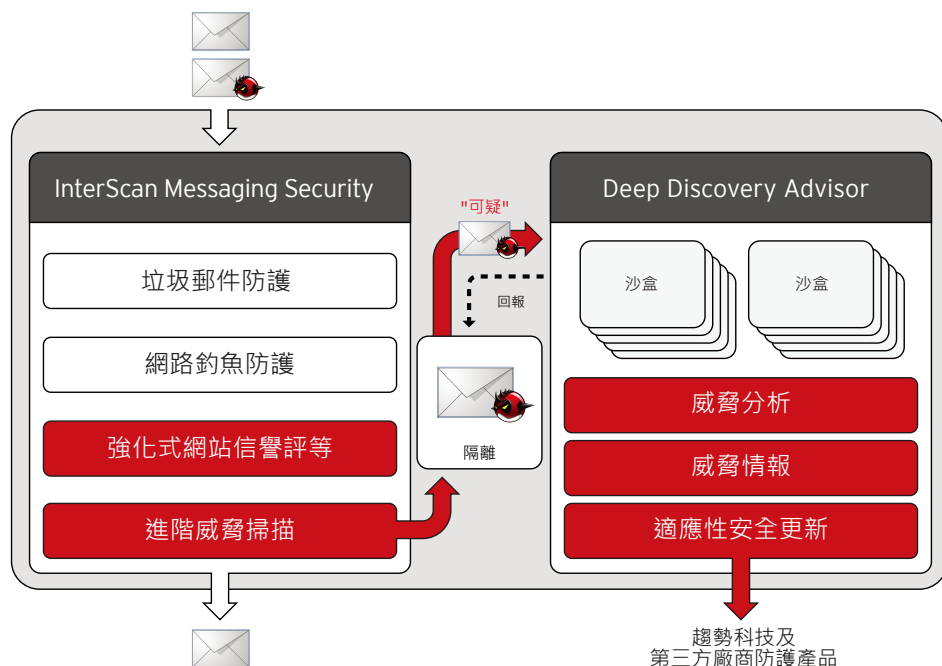 InterScan Messaging Security
垃圾郵件防護
網路釣魚防護
強化式網站信譽評等
進階威脅掃描
"可疑"
回報
隔離
Deep Discovery Advisor
沙盒
沙盒
威脅分析
威脅情報
適應性安全更新
趨勢科技及
第三方廠商防護產品